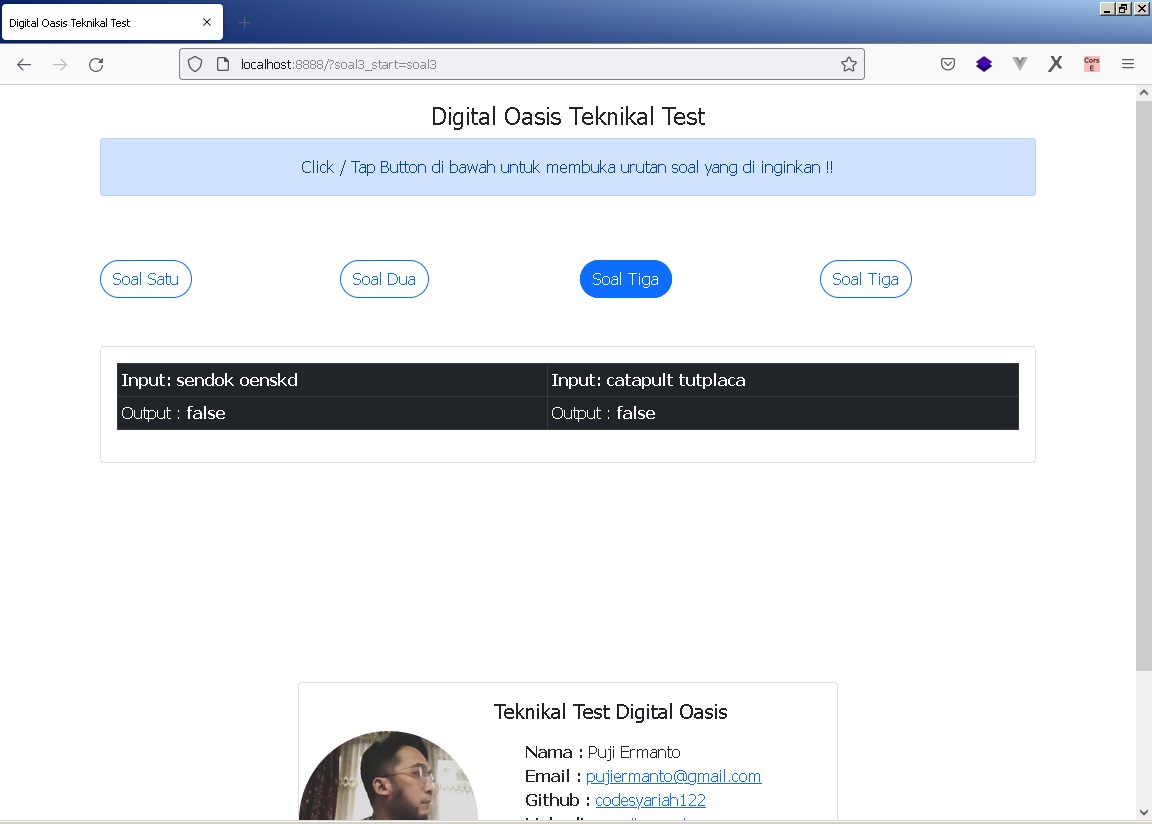 Digital Oasis Teknikal Test
localhost:8888/?soal3_start=soal3
Cors
E
Digital Oasis Teknikal Test
Click / Tap Button di bawah untuk membuka urutan soal yang di inginkan !!
Soal Satu
Soal Dua
Soal Tiga
Soal Tiga
Input: sendok oenskd
Input: catapult tutplaca
Output : false
Output : false
Teknikal Test Digital Oasis
Nama : Puji Ermanto
Email : pujiermanto@gmail.com
Github : codesyariah122